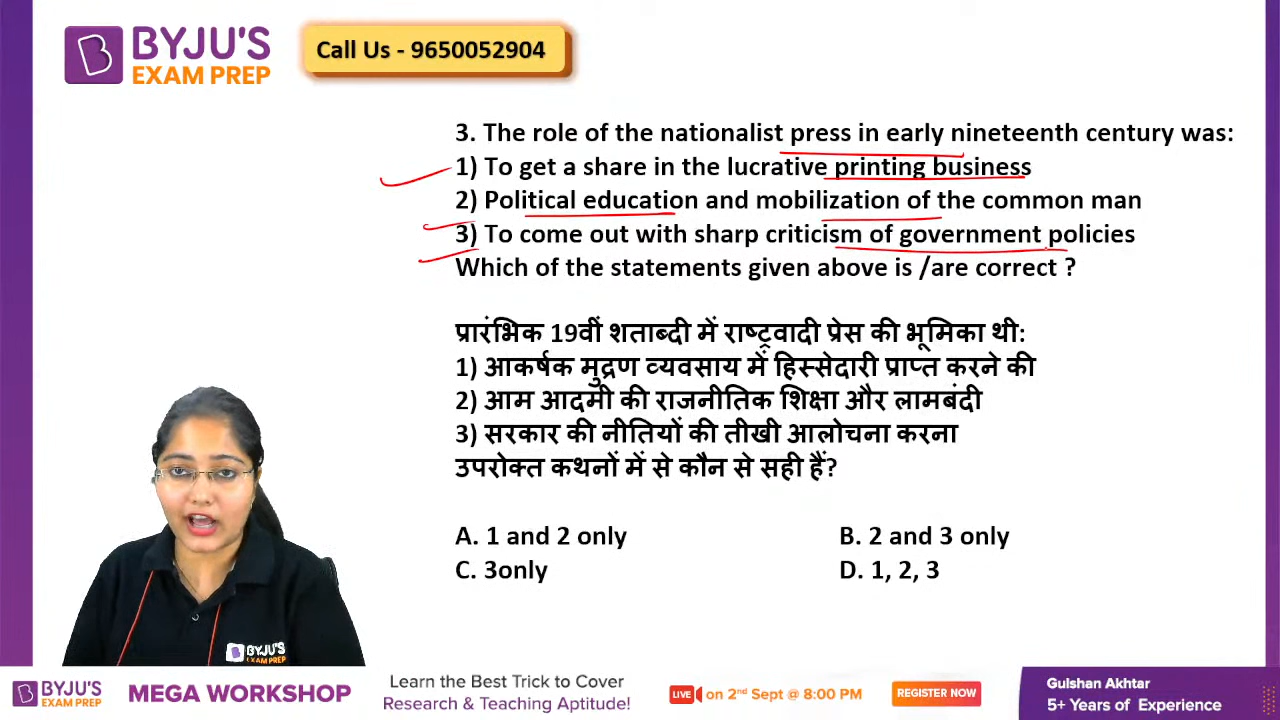 BYJU'S
EXAM PREP
Call Us - 9650052904
3. The role of the nationalist press in early nineteenth century was:
1) To get a share in the lucrative printing business
2) Political education and mobilization of the common man
3) To come out with sharp criticism of government policies
Which of the statements given above is /are correct ?
प्रारंभिक 19वीं शताब्दी में राष्ट्रवादी प्रेस की भूमिका थी:
1) आकर्षक मुद्रण व्यवसाय में हिस्सेदारी प्राप्त करने की
2) आम आदमी की राजनीतिक शिक्षा और लामबंदी
3) सरकार की नीतियों की तीखी आलोचना करना
उपरोक्त कथनों में से कौन से सही हैं?
A. 1 and 2 only
B. 2 and 3 only
C. 3only
D. 1, 2, 3
BYJU'S
EXAM PREP
BYJU'S
EXAM PREP
MEGA WORKSHOP
Learn the Best Trick to Cover
Research & Teaching Aptitude!
LIVE
on 2nd Sept @ 8:00 PM
REGISTER NOW
Gulshan Akhtar
5+ Years of Experience